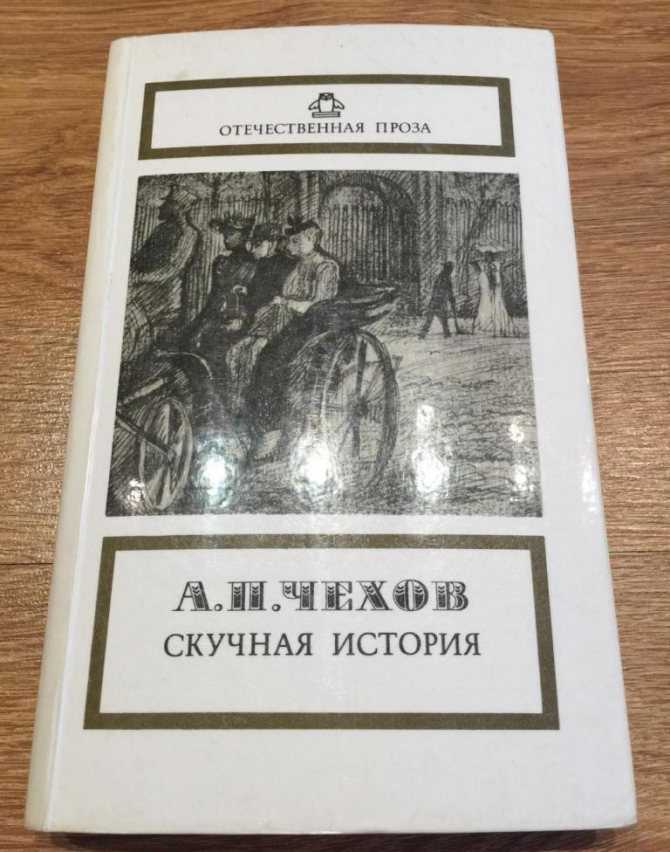 ОТЕЧЕСТВЕННАЯ ПРОЗА
А.П.ЧЕХОВ
СКУЧНАЯ ИСТОРИЯ